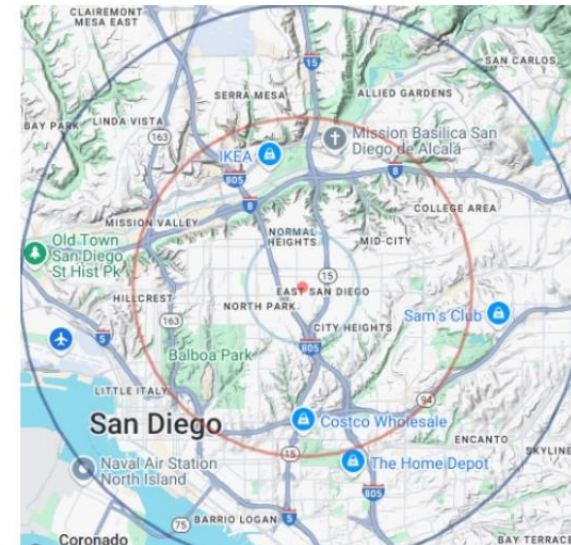 CLAIREMONT
MESA EAST
15
SAN CARLOS
SERRA MESA
ALLIED GARDENS
BAY PARK
LINDA VISTA
163
Mission Basilica San
Diego de Alcalá
IKEA
805
8
8
COLLEGE AREA
MISSION VALLEY
NORMAL
HEIGHTS
MID-CITY
Old Town
San Diego
St Hist Pk
15
EAST SAN DIEGO
HILLCREST
NORTH PARK
Sam's Club
163
CITY HEIGHTS
5
805
Balboa Park
LITTLE ITALY
94
San Diego
Costco Wholesale
ENCANTO
15
SKYLINE
Naval Air Station
North Island
The Home Depot
805
75
BARRIO LOGAN
5
Coronado
BAY TERRACE